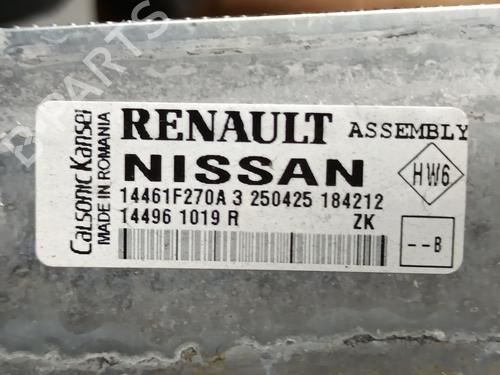 RENAULT ASSEMBLY
NISSAN
14461F270A 3 250425 184212
14496 1019 R ZK
HW6
--B
Calsonic Kansei
MADE IN ROMANIA